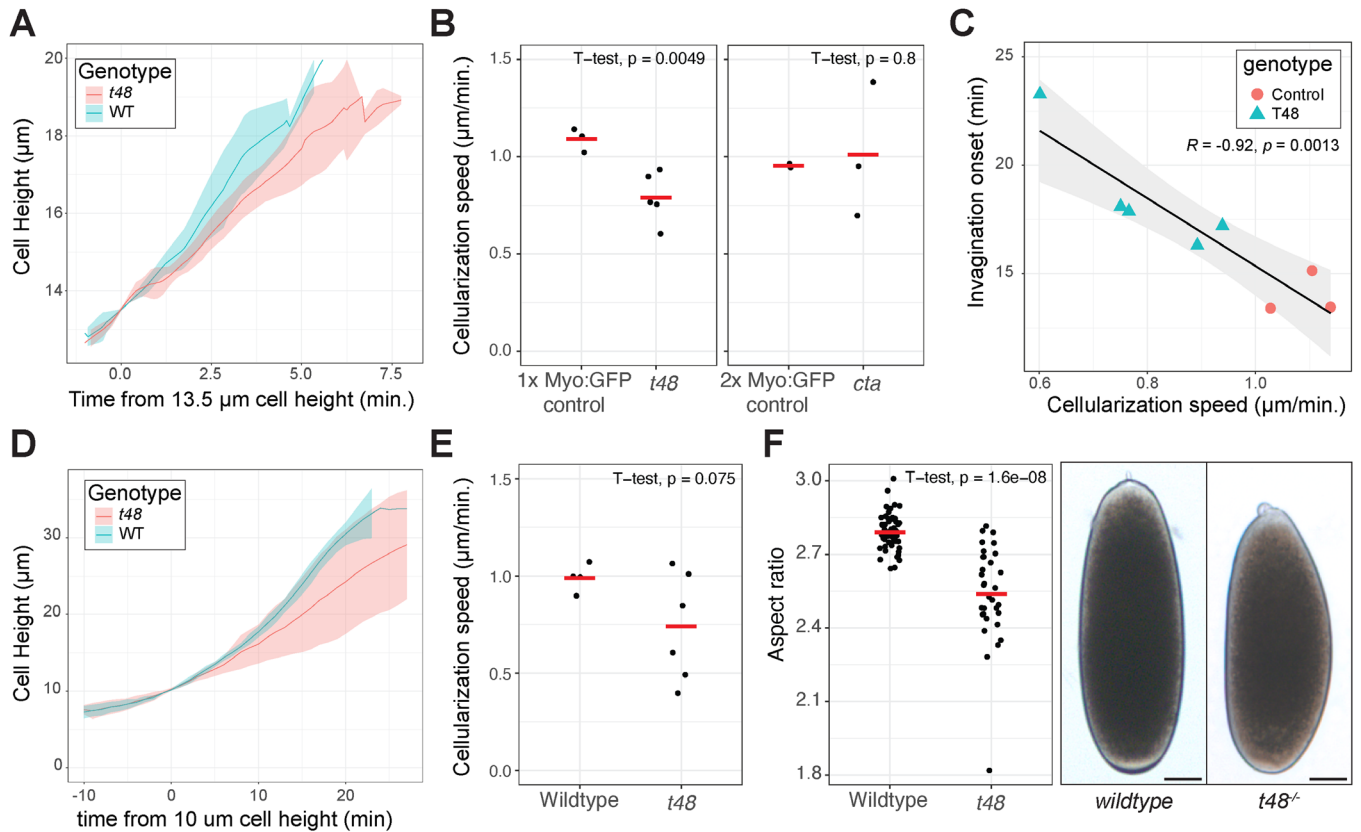 A
Genotype
t48
WT
20
18
16
14
Cell Height (µm)
0.0
2.5
5.0
7.5
Time from 13.5 µm cell height (min.)
B
T−test, p = 0.0049
T−test, p = 0.8
1.5
1.0
0.5
0.0
Cellularization speed (µm/min.)
1x Myo:GFP
control
t48
2x Myo:GFP
control
cta
C
genotype
Control
T48
R = -0.92, p = 0.0013
25
20
15
Invagination onset (min)
0.6
0.8
1.0
Cellularization speed (µm/min.)
D
Genotype
t48
WT
30
20
10
0
Cell Height (µm)
-10
0
10
20
time from 10 um cell height (min)
E
T−test, p = 0.075
1.5
1.0
0.5
0.0
Cellularization speed (µm/min.)
Wildtype
t48
F
T−test, p = 1.6e−08
3.0
2.7
2.4
2.1
1.8
Aspect ratio
Wildtype
t48
wildtype
t48-/-